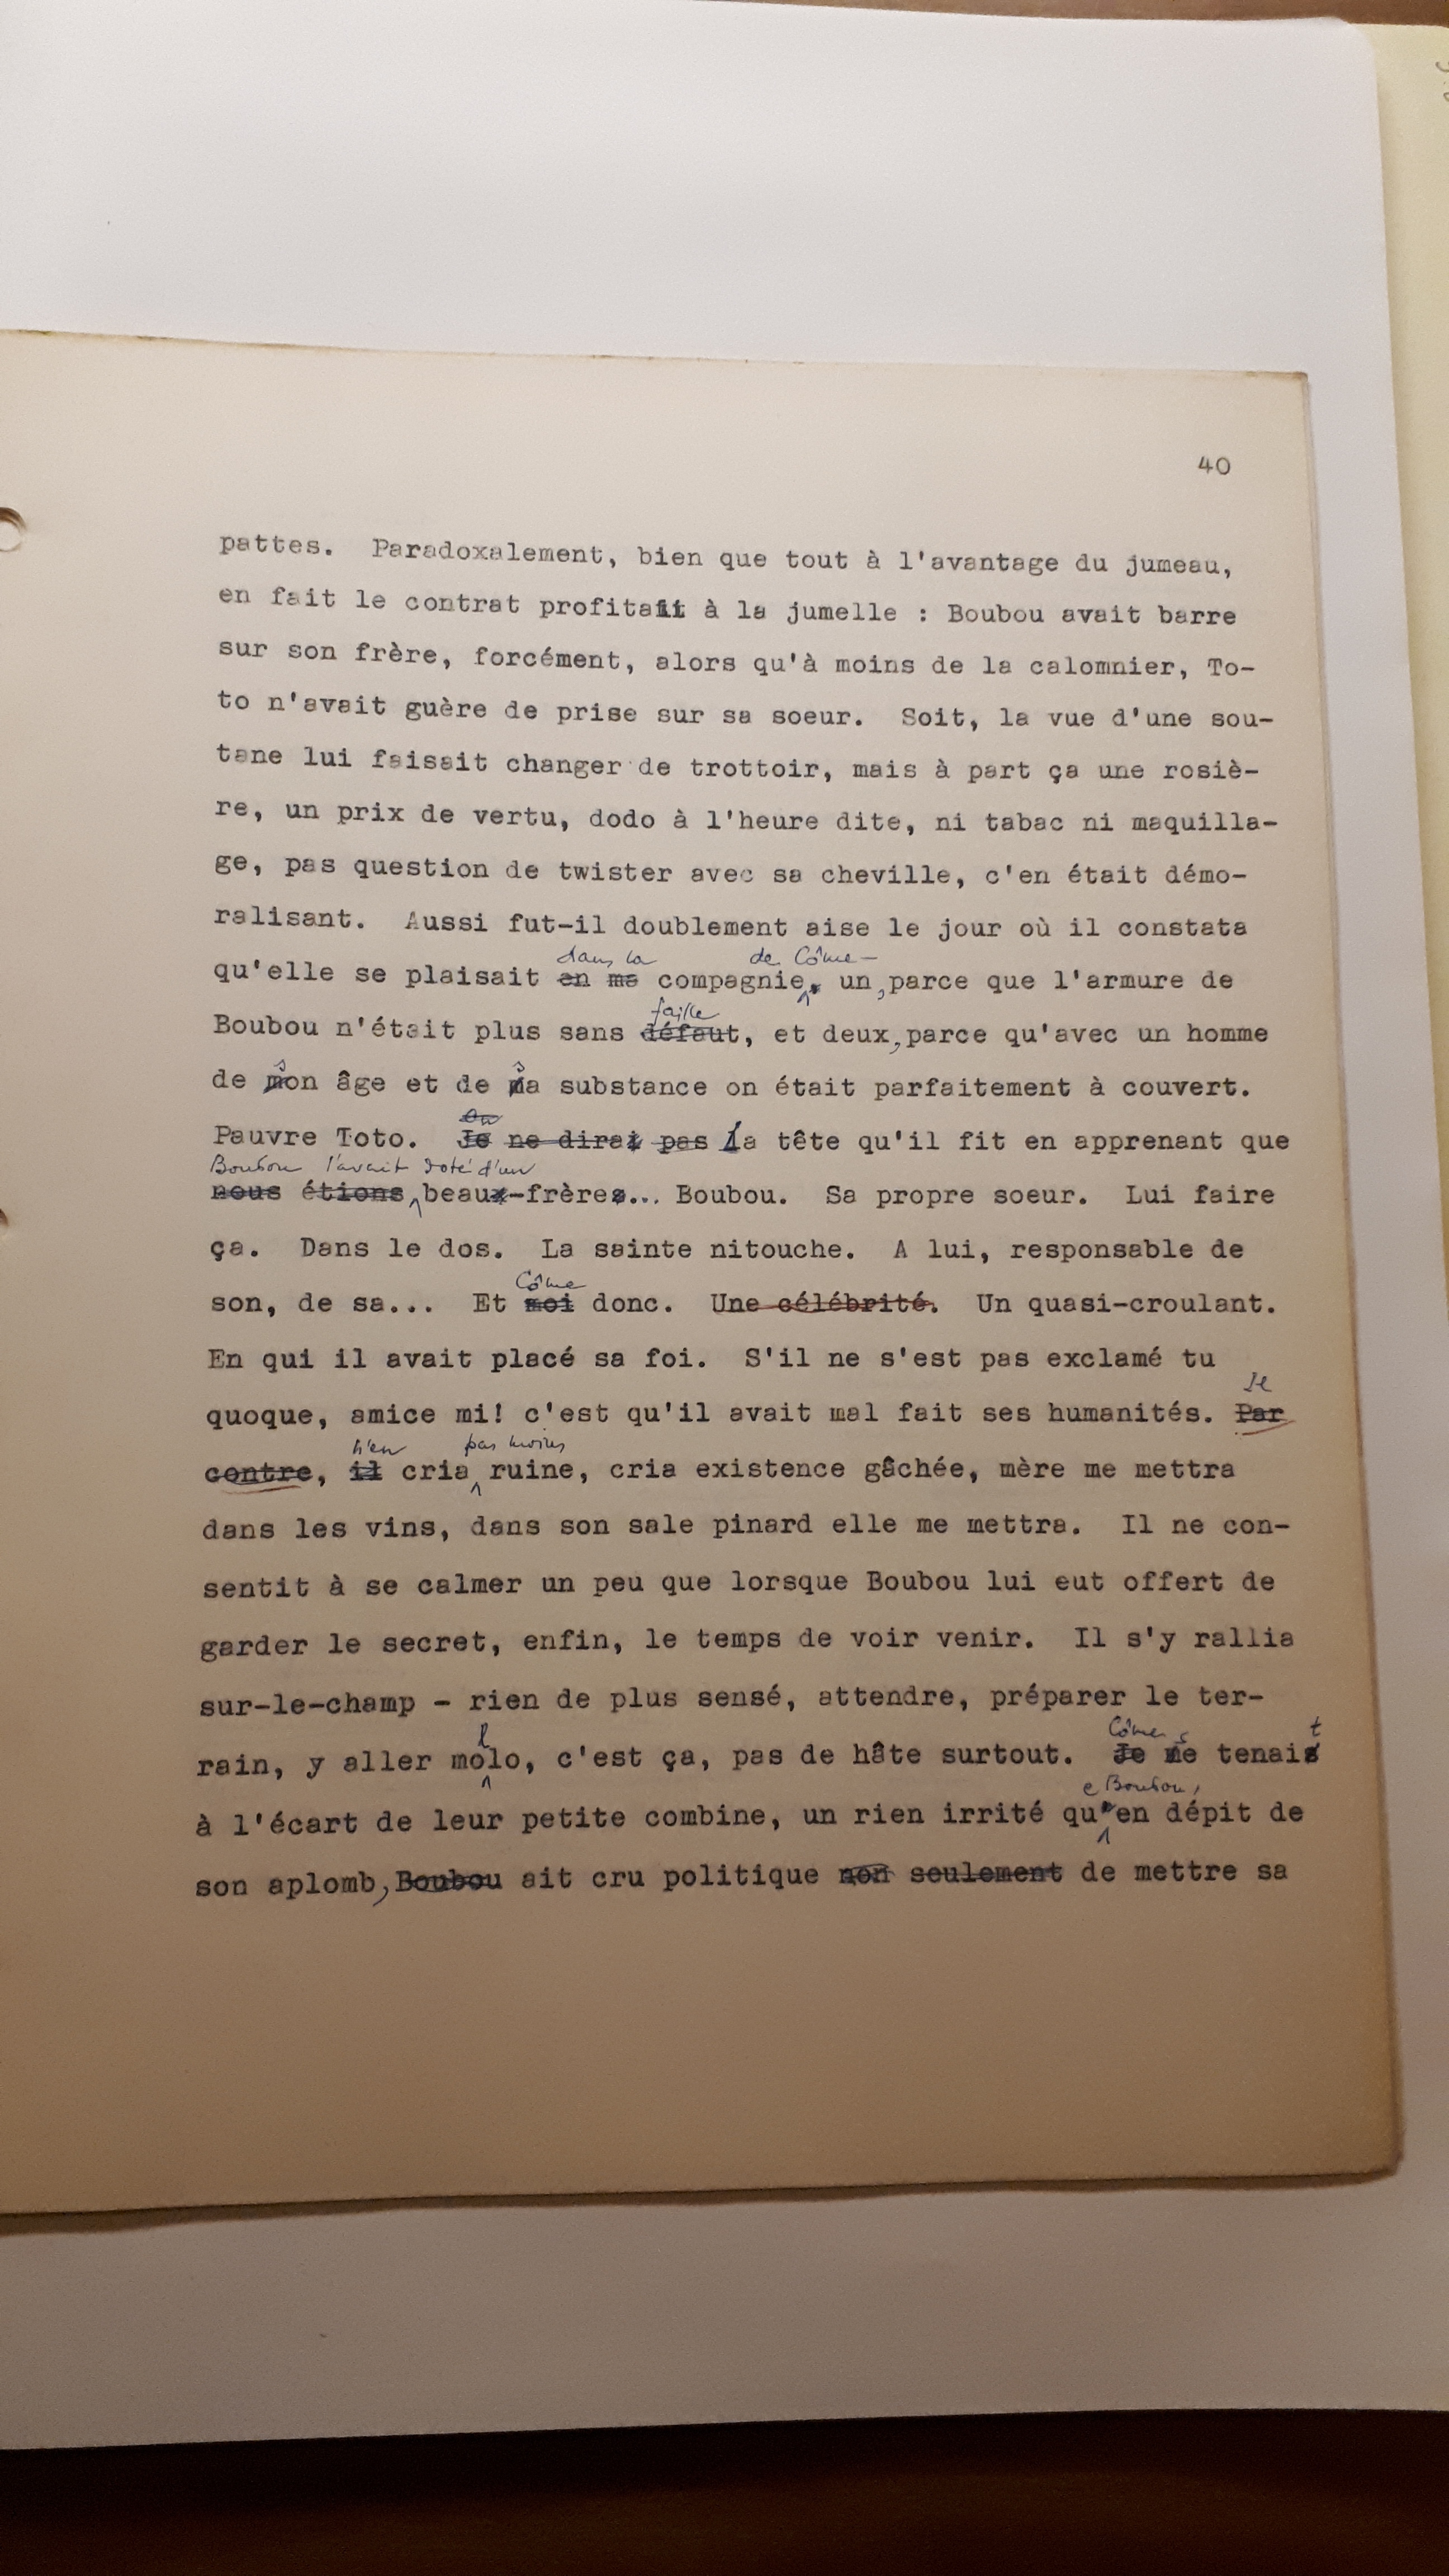 40
pattes. Paradoxalement, bien que tout à l'avantage du jumeau,
en fait le contrat profitait à la jumelle : Boubou avait barre
sur son frère, forcément, alors qu'à moins de la calomnier, To-
to n'avait guère de prise sur sa soeur. Soit, la vue d'une sou-
tane lui faisait changer de trottoir, mais à part ça une rosiè-
re, un prix de vertu, dodo à l'heure dite, ni tabac ni maquilla-
ge, pas question de twister avec sa cheville, c'en était démo-
ralisant. Aussi fut-il doublement aise le jour où il constata
dans la de Côme —
qu'elle se plaisait en ma compagnie, un, parce que l'armure de
faille
Boubou n'était plus sans défaut, et deux, parce qu'avec un homme
s s
de mon âge et de ma substance on était parfaitement à couvert.
On
Pauvre Toto. Je ne dirai pas La tête qu'il fit en apprenant que
Boubou l'avait doté d'un
nous étions beaux-frères... Boubou. Sa propre soeur. Lui faire
ça. Dans le dos. La sainte nitouche. A lui, responsable de
Côme
son, de sa... Et moi donc. Une célébrité. Un quasi-croulant.
En qui il avait placé sa foi. S'il ne s'est pas exclamé tu
Il
quoque, amice mi! c'est qu'il avait mal fait ses humanités. Par
n'en pas moins
contre, il cria ruine, cria existence gâchée, mère me mettra
dans les vins, dans son sale pinard elle me mettra. Il ne con-
sentit à se calmer un peu que lorsque Boubou lui eut offert de
garder le secret, enfin, le temps de voir venir. Il s'y rallia
sur-le-champ - rien de plus sensé, attendre, préparer le ter-
l Côme s t
rain, y aller molo, c'est ça, pas de hâte surtout. Je me tenais
e Boubou,
à l'écart de leur petite combine, un rien irrité qu'en dépit de
son aplomb, Boubou ait cru politique non seulement de mettre sa